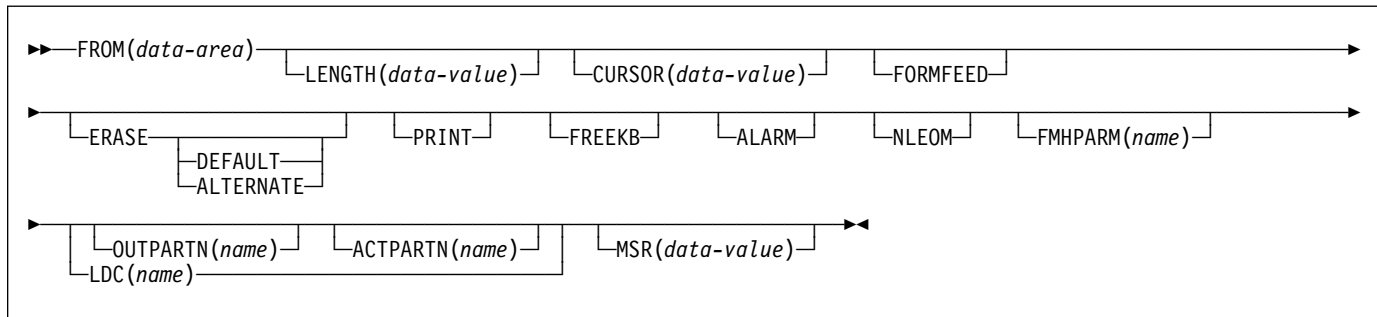 FROM(data-area) LENGTH(data-value) CURSOR(data-value) FORMFEED
ERASE DEFAULT ALTERNATE PRINT FREEKB ALARM NLEOM FMHPARM(name)
OUTPARTN(name) ACTPARTN(name) MSR(data-value)
LDC(name)